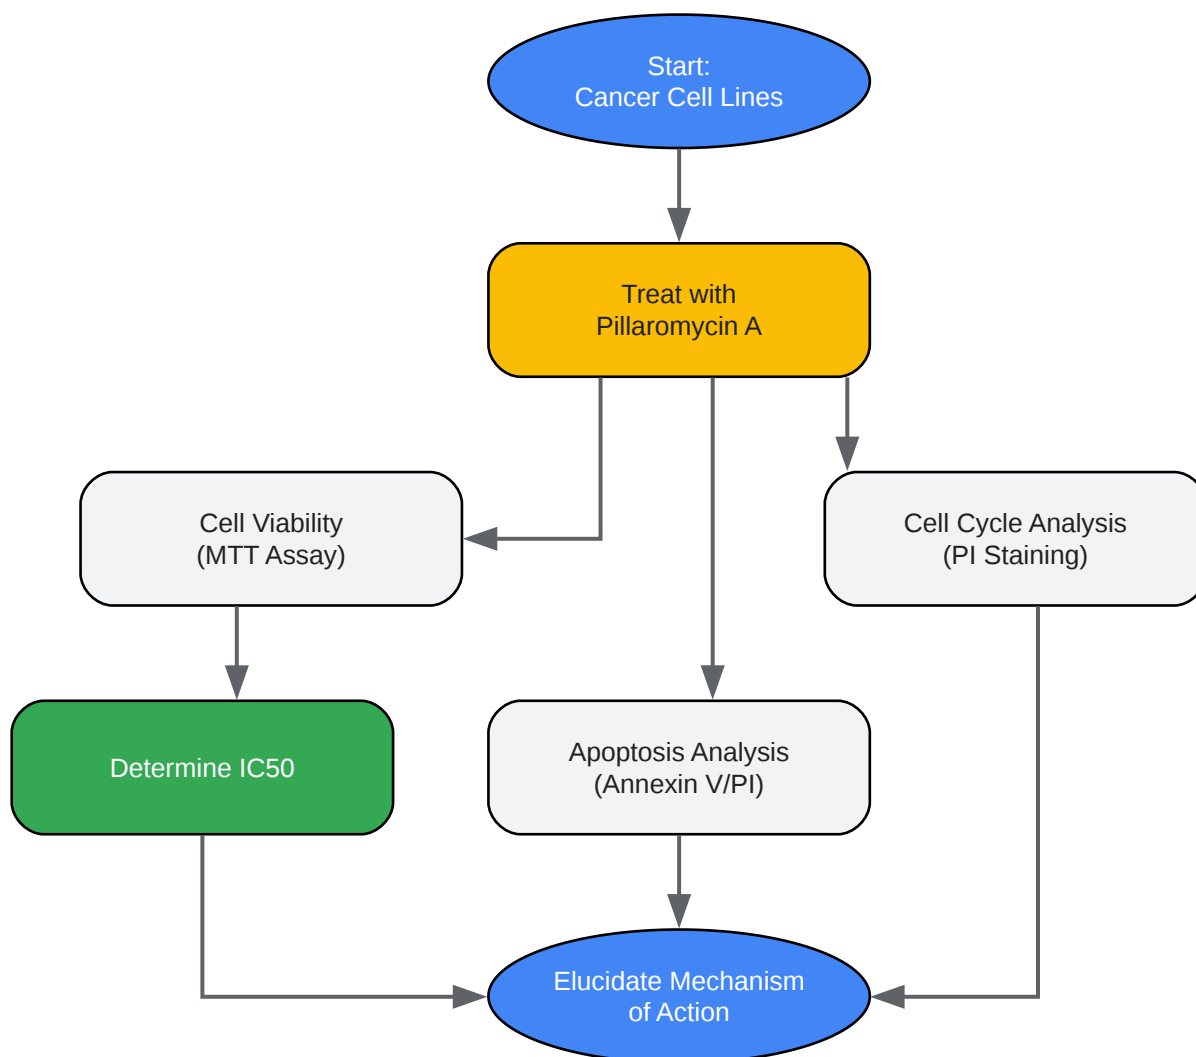 Start:
Cancer Cell Lines
Treat with
Pillaromycin A
Cell Viability
(MTT Assay)
Cell Cycle Analysis
(PI Staining)
Determine IC50
Apoptosis Analysis
(Annexin V/PI)
Elucidate Mechanism
of Action